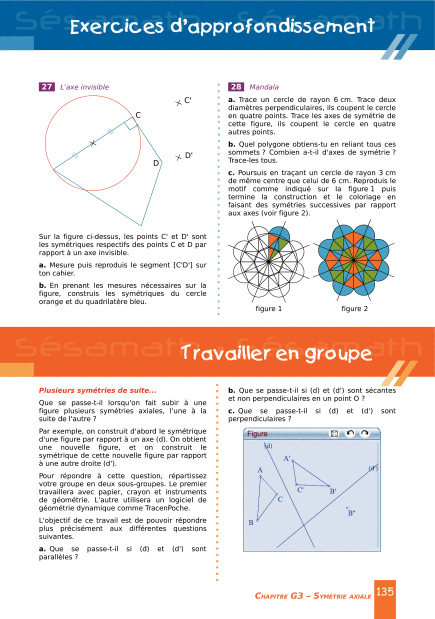 Sésamath Sésamath Sésamath
Exercices d'approfondissement
27 L'axe invisible
C'
C
D
D'
Sur la figure ci-dessus, les points C' et D' sont
les symétriques respectifs des points C et D par
rapport à un axe invisible.
a. Mesure puis reproduis le segment [C'D'] sur
ton cahier.
b. En prenant les mesures nécessaires sur la
figure, construis les symétriques du cercle
orange et du quadrilatère bleu.
28 Mandala
a. Trace un cercle de rayon 6 cm. Trace deux
diamètres perpendiculaires, ils coupent le cercle
en quatre points. Trace les axes de symétrie de
cette figure, ils coupent le cercle en quatre
autres points.
b. Quel polygone obtiens-tu en reliant tous ces
sommets ? Combien a-t-il d'axes de symétrie ?
Trace-les tous.
c. Poursuis en traçant un cercle de rayon 3 cm
de même centre que celui de 6 cm. Reproduis le
motif comme indiqué sur la figure 1 puis
termine la construction et le coloriage en
faisant des symétries successives par rapport
aux axes (voir figure 2).
figure 1
figure 2
Sésamath Sésamath Sésamath
Travailler en groupe
Plusieurs symétries de suite...
Que se passe-t-il lorsqu'on fait subir à une
figure plusieurs symétries axiales, l'une à la
suite de l'autre ?
Par exemple, on construit d'abord le symétrique
d'une figure par rapport à un axe (d). On obtient
une nouvelle figure, et on construit le
symétrique de cette nouvelle figure par rapport
à une autre droite (d').
Pour répondre à cette question, répartissez
votre groupe en deux sous-groupes. Le premier
travaillera avec papier, crayon et instruments
de géométrie. L'autre utilisera un logiciel de
géométrie dynamique comme TracenPoche.
L'objectif de ce travail est de pouvoir répondre
plus précisément aux différentes questions
suivantes.
a. Que se passe-t-il si (d) et (d') sont
parallèles ?
b. Que se passe-t-il si (d) et (d') sont sécantes
et non perpendiculaires en un point O ?
c. Que se passe-t-il si (d) et (d') sont
perpendiculaires ?
Figure
(d)
A'
(d')
A
C'
B'
C
B"
B
CHAPITRE G3 – SYMÉTRIE AXIALE
135